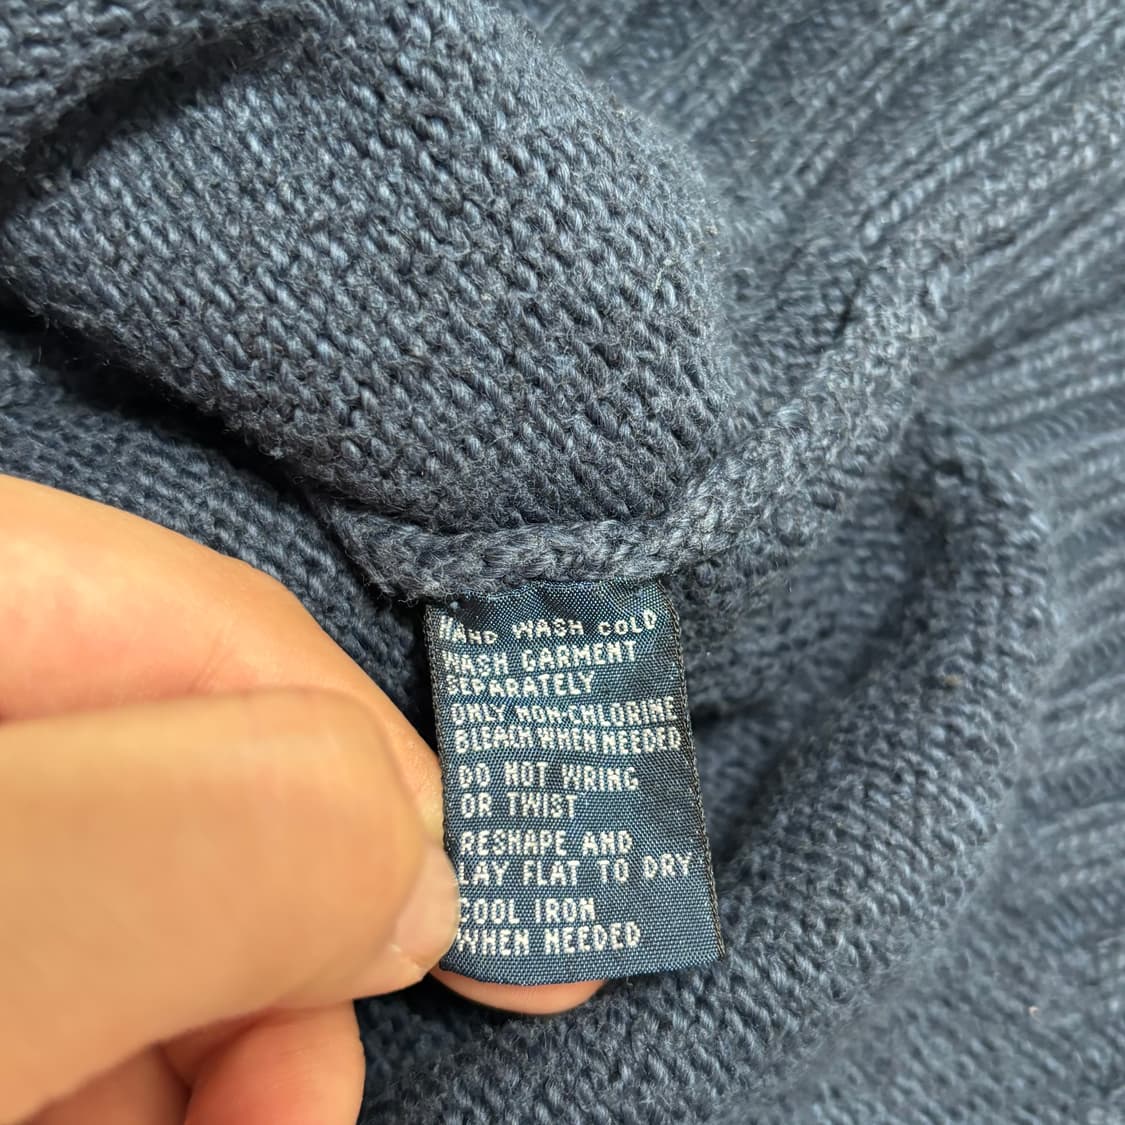 HAND WASH COLD
WASH GARMENT
SEPARATELY
ONLY NON-CHLORINE
BLEACH WHEN NEEDED
DO NOT WRING
OR TWIST
RESHAPE AND
LAY FLAT TO DRY
COOL IRON
WHEN NEEDED